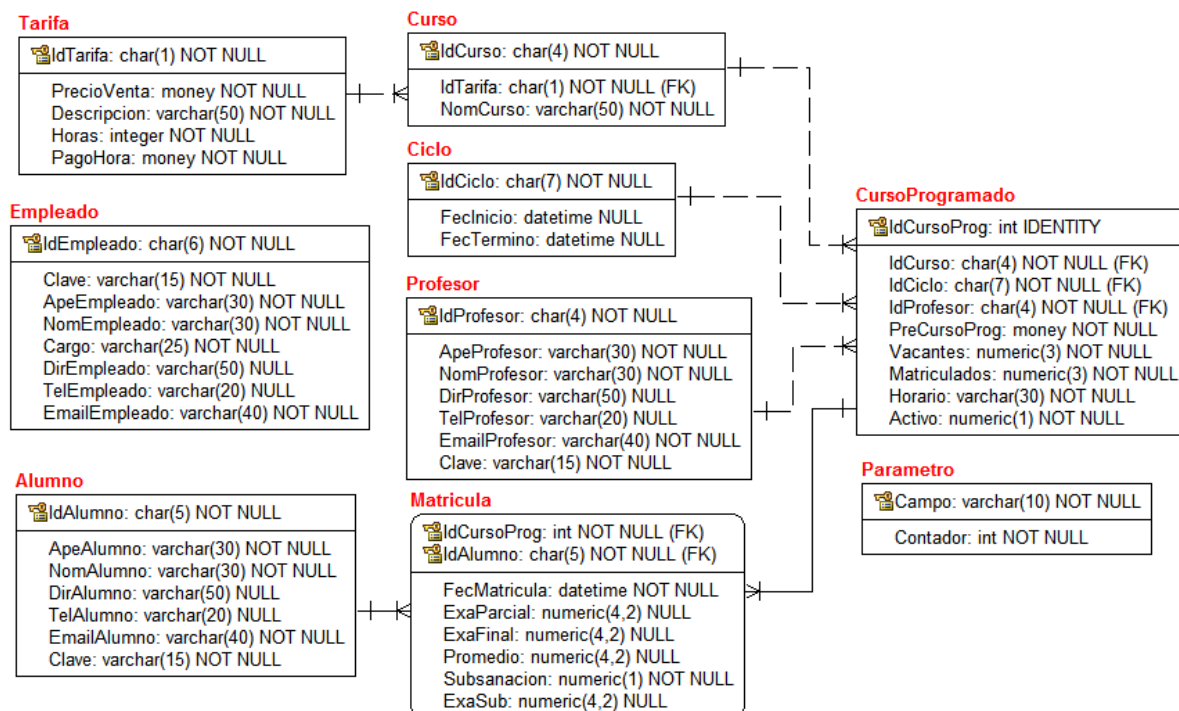 Tarifa
IdTarifa: char(1) NOT NULL
PrecioVenta: money NOT NULL
Descripcion: varchar(50) NOT NULL
Horas: integer NOT NULL
PagoHora: money NOT NULL
Curso
IdCurso: char(4) NOT NULL
IdTarifa: char(1) NOT NULL (FK)
NomCurso: varchar(50) NOT NULL
Ciclo
IdCiclo: char(7) NOT NULL
FecInicio: datetime NULL
FecTermino: datetime NULL
CursoProgramado
IdCursoProg: int IDENTITY
IdCurso: char(4) NOT NULL (FK)
IdCiclo: char(7) NOT NULL (FK)
IdProfesor: char(4) NOT NULL (FK)
PreCursoProg: money NOT NULL
Vacantes: numeric(3) NOT NULL
Matriculados: numeric(3) NOT NULL
Horario: varchar(30) NOT NULL
Activo: numeric(1) NOT NULL
Empleado
IdEmpleado: char(6) NOT NULL
Clave: varchar(15) NOT NULL
ApeEmpleado: varchar(30) NOT NULL
NomEmpleado: varchar(30) NOT NULL
Cargo: varchar(25) NOT NULL
DirEmpleado: varchar(50) NULL
TelEmpleado: varchar(20) NULL
EmailEmpleado: varchar(40) NOT NULL
Profesor
IdProfesor: char(4) NOT NULL
ApeProfesor: varchar(30) NOT NULL
NomProfesor: varchar(30) NOT NULL
DirProfesor: varchar(50) NULL
TelProfesor: varchar(20) NULL
EmailProfesor: varchar(40) NOT NULL
Clave: varchar(15) NOT NULL
Parametro
Campo: varchar(10) NOT NULL
Contador: int NOT NULL
Alumno
IdAlumno: char(5) NOT NULL
ApeAlumno: varchar(30) NOT NULL
NomAlumno: varchar(30) NOT NULL
DirAlumno: varchar(50) NULL
TelAlumno: varchar(20) NULL
EmailAlumno: varchar(40) NOT NULL
Clave: varchar(15) NOT NULL
Matricula
IdCursoProg: int NOT NULL (FK)
IdAlumno: char(5) NOT NULL (FK)
FecMatricula: datetime NOT NULL
ExaParcial: numeric(4,2) NULL
ExaFinal: numeric(4,2) NULL
Promedio: numeric(4,2) NULL
Subsanacion: numeric(1) NOT NULL
ExaSub: numeric(4,2) NULL